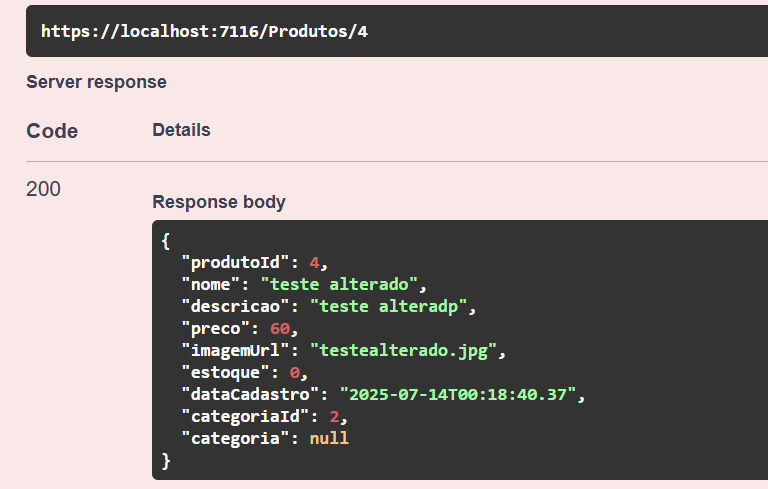 https://localhost:7116/Produtos/4
Server response
Code Details
200
Response body
{
"produtoId": 4,
"nome": "teste alterado",
"descricao": "teste alteradp",
"preco": 60,
"imagemUrl": "testealterado.jpg",
"estoque": 0,
"dataCadastro": "2025-07-14T00:18:40.37",
"categoriaId": 2,
"categoria": null
}